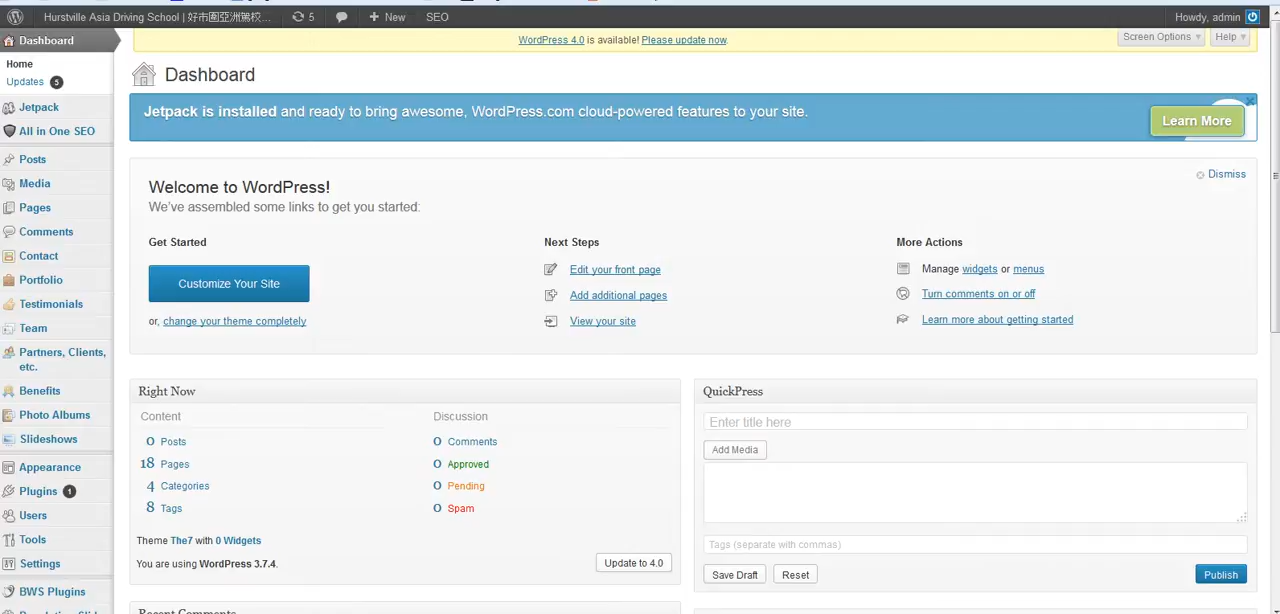 Hurstville Asia Driving School | 好市圍亞洲駕校... 5 New SEO Howdy, admin
Dashboard
WordPress 4.0 is available! Please update now.
Screen Options Help
Home
Updates 5
Jetpack
All in One SEO
Posts
Media
Pages
Comments
Contact
Portfolio
Testimonials
Team
Partners, Clients,
etc.
Benefits
Photo Albums
Slideshows
Appearance
Plugins 1
Users
Tools
Settings
BWS Plugins
Dashboard
Jetpack is installed and ready to bring awesome, WordPress.com cloud-powered features to your site.
Learn More
Welcome to WordPress!
Dismiss
We've assembled some links to get you started:
Get Started
Customize Your Site
or, change your theme completely
Next Steps
Edit your front page
Add additional pages
View your site
More Actions
Manage widgets or menus
Turn comments on or off
Learn more about getting started
Right Now
Content
0 Posts
18 Pages
4 Categories
8 Tags
Discussion
0 Comments
0 Approved
0 Pending
0 Spam
Theme The7 with 0 Widgets
You are using WordPress 3.7.4.
Update to 4.0
QuickPress
Enter title here
Add Media
Tags (separate with commas)
Save Draft Reset Publish
Recent Comments